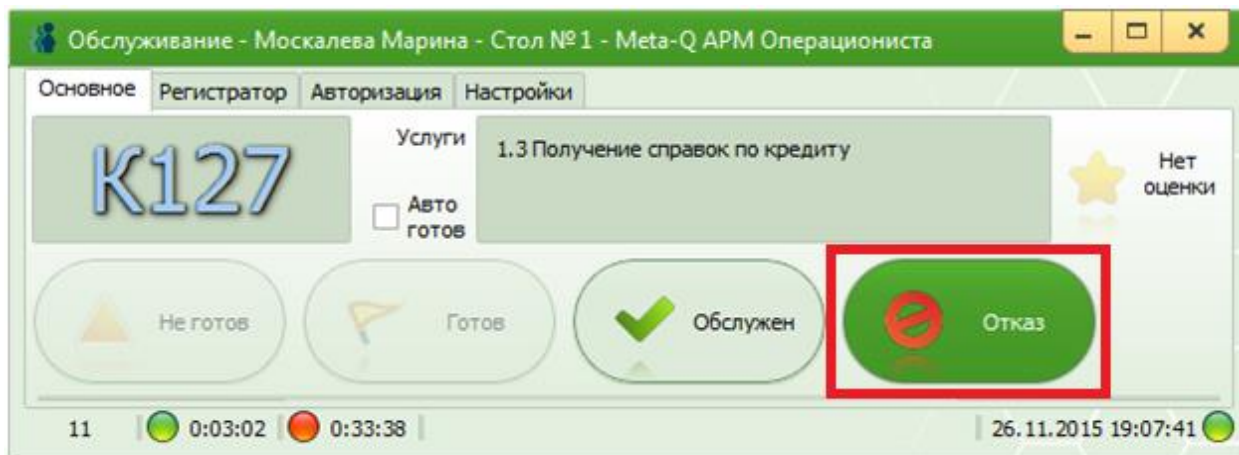 Обслуживание - Москалева Марина - Стол № 1 - Meta-Q АРМ Операциониста
Основное Регистратор Авторизация Настройки
К127
Услуги
Авто
готов
1.3 Получение справок по кредиту
Нет
оценки
Не готов
Готов
Обслужен
Отказ
11 0:03:02 0:33:38 26.11.2015 19:07:41